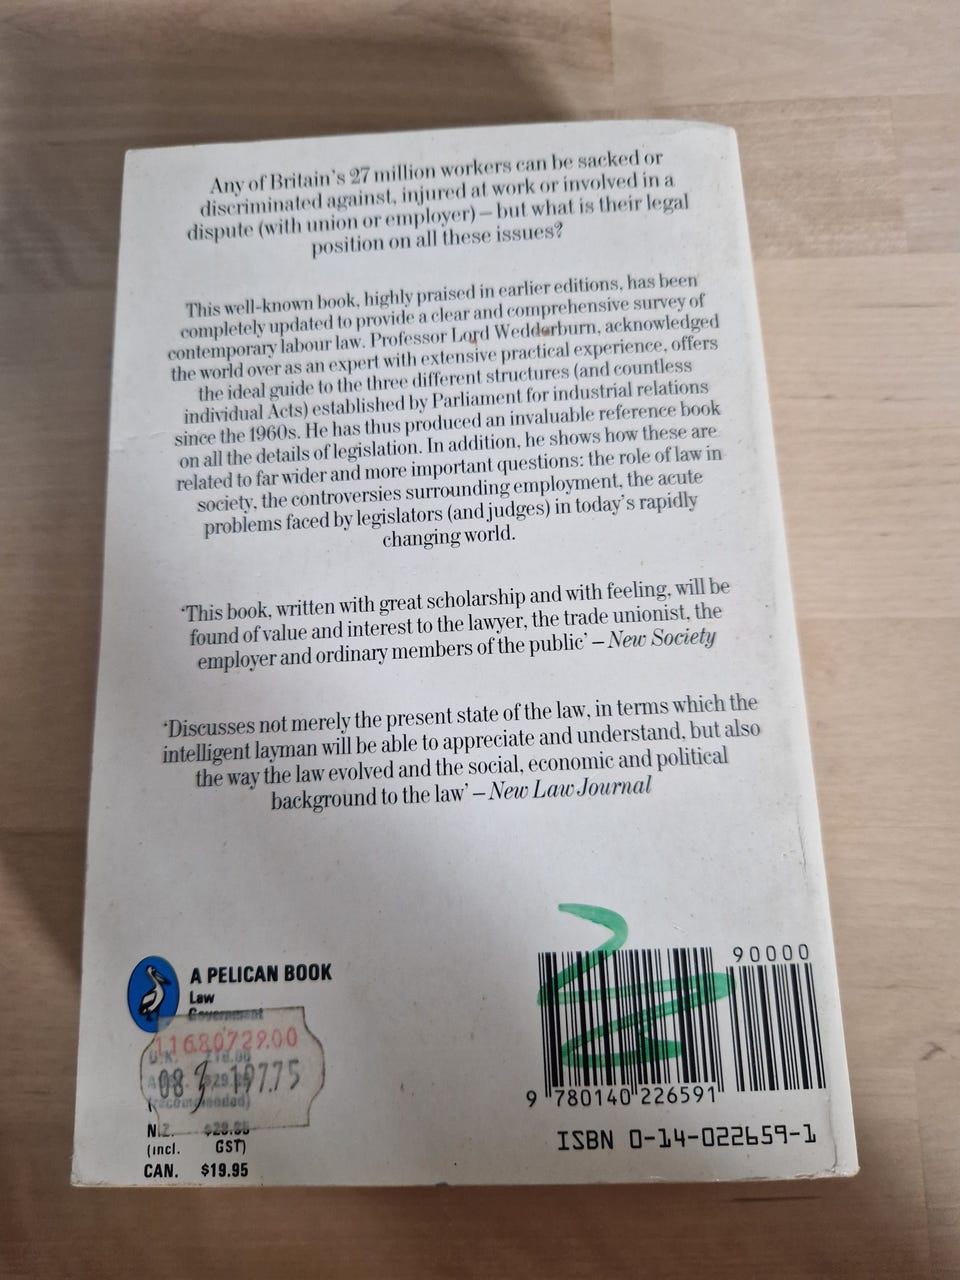 Any of Britain's 27 million workers can be sacked or
discriminated against, injured at work or involved in a
dispute (with union or employer) – but what is their legal
position on all these issues?
This well-known book, highly praised in earlier editions, has been
completely updated to provide a clear and comprehensive survey of
contemporary labour law. Professor Lord Wedderburn, acknowledged
the world over as an expert with extensive practical experience, offers
the ideal guide to the three different structures (and countless
individual Acts) established by Parliament for industrial relations
since the 1960s. He has thus produced an invaluable reference book
on all the details of legislation. In addition, he shows how these are
related to far wider and more important questions: the role of law in
society, the controversies surrounding employment, the acute
problems faced by legislators (and judges) in today's rapidly
changing world.
'This book, written with great scholarship and with feeling, will be
found of value and interest to the lawyer, the trade unionist, the
employer and ordinary members of the public' – New Society
'Discusses not merely the present state of the law, in terms which the
intelligent layman will be able to appreciate and understand, but also
the way the law evolved and the social, economic and political
background to the law' – New Law Journal
A PELICAN BOOK
Law
Government
11680729.00
(recommended)
N.Z.
(incl. GST)
CAN. $19.95
90000
9 780140 226591
ISBN 0-14-022659-1